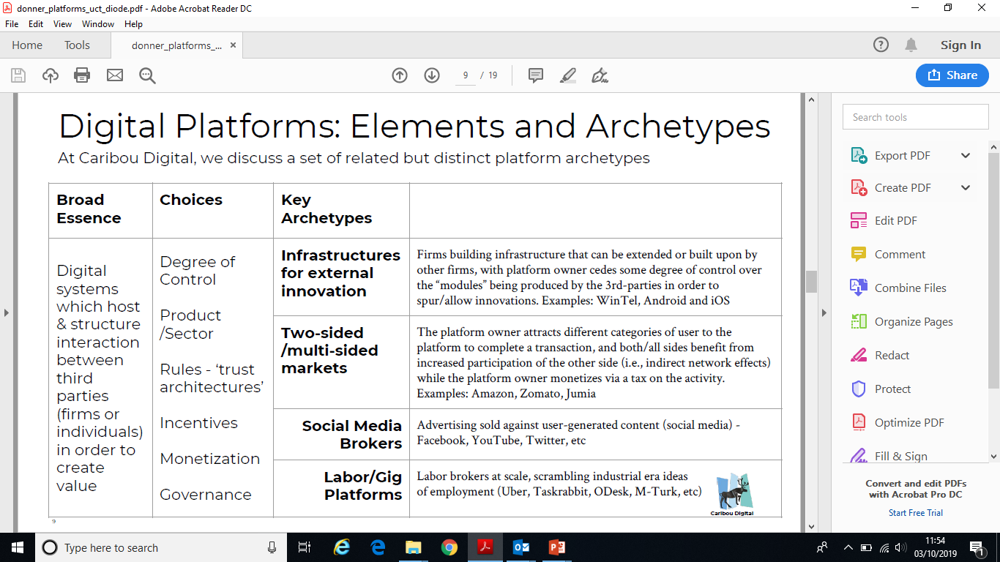 donner_platforms_uct_diode.pdf - Adobe Acrobat Reader DC
File Edit View Window Help
Home Tools donner_platforms_... ×
? Sign In
9 / 19
Share
Digital Platforms: Elements and Archetypes
At Caribou Digital, we discuss a set of related but distinct platform archetypes
Broad
Essence
Choices
Key
Archetypes
Digital
systems
which host
& structure
interaction
between
third
parties
(firms or
individuals)
in order to
create
value
Degree of
Control
Product
/Sector
Rules - ‘trust
architectures’
Incentives
Monetization
Governance
Infrastructures
for external
innovation
Firms building infrastructure that can be extended or built upon by
other firms, with platform owner cedes some degree of control over
the “modules” being produced by the 3rd-parties in order to
spur/allow innovations. Examples: WinTel, Android and iOS
Two-sided
/multi-sided
markets
The platform owner attracts different categories of user to the
platform to complete a transaction, and both/all sides benefit from
increased participation of the other side (i.e., indirect network effects)
while the platform owner monetizes via a tax on the activity.
Examples: Amazon, Zomato, Jumia
Social Media
Brokers
Advertising sold against user-generated content (social media) -
Facebook, YouTube, Twitter, etc
Labor/Gig
Platforms
Labor brokers at scale, scrambling industrial era ideas
of employment (Uber, Taskrabbit, ODesk, M-Turk, etc)
Caribou Digital
9
Search tools
Export PDF
Create PDF
Edit PDF
Comment
Combine Files
Organize Pages
Redact
Protect
Optimize PDF
Fill & Sign
Convert and edit PDFs
with Acrobat Pro DC
Start Free Trial
Type here to search
11:54
03/10/2019
1